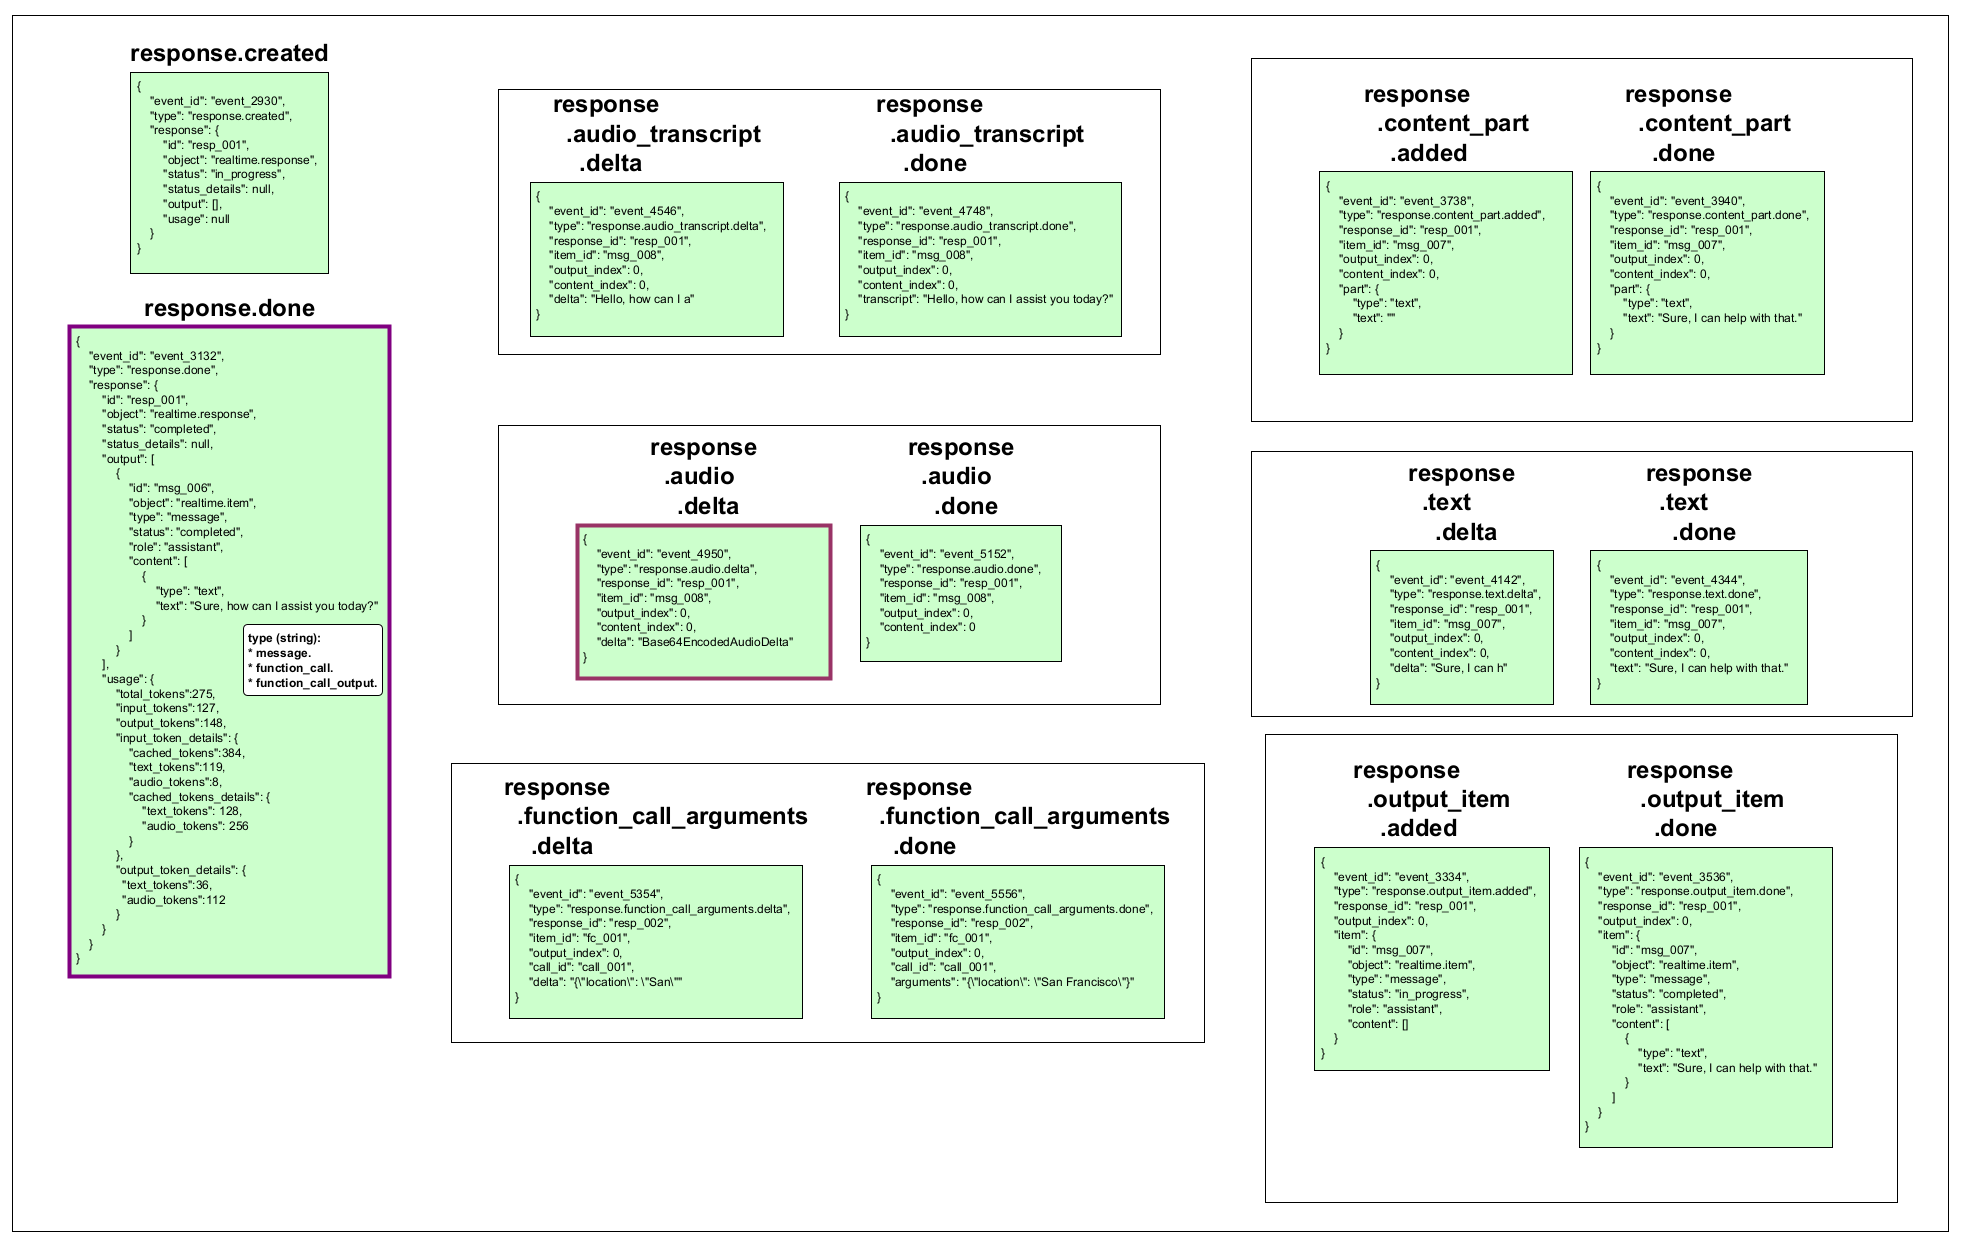 response.created
{
"event_id": "event_2930",
"type": "response.created",
"response": {
"id": "resp_001",
"object": "realtime.response",
"status": "in_progress",
"status_details": null,
"output": [],
"usage": null
}
}
response.done
{
"event_id": "event_3132",
"type": "response.done",
"response": {
"id": "resp_001",
"object": "realtime.response",
"status": "completed",
"status_details": null,
"output": [
{
"id": "msg_006",
"object": "realtime.item",
"type": "message",
"status": "completed",
"role": "assistant",
"content": [
{
"type": "text",
"text": "Sure, how can I assist you today?"
}
]
}
],
"usage": {
"total_tokens":275,
"input_tokens":127,
"output_tokens":148,
"input_token_details": {
"cached_tokens":384,
"text_tokens":119,
"audio_tokens":8,
"cached_tokens_details": {
"text_tokens": 128,
"audio_tokens": 256
}
},
"output_token_details": {
"text_tokens":36,
"audio_tokens":112
}
}
}
}
type (string):
* message.
* function_call.
* function_call_output.
response
.audio_transcript
.delta
{
"event_id": "event_4546",
"type": "response.audio_transcript.delta",
"response_id": "resp_001",
"item_id": "msg_008",
"output_index": 0,
"content_index": 0,
"delta": "Hello, how can I a"
}
response
.audio_transcript
.done
{
"event_id": "event_4748",
"type": "response.audio_transcript.done",
"response_id": "resp_001",
"item_id": "msg_008",
"output_index": 0,
"content_index": 0,
"transcript": "Hello, how can I assist you today?"
}
response
.audio
.delta
{
"event_id": "event_4950",
"type": "response.audio.delta",
"response_id": "resp_001",
"item_id": "msg_008",
"output_index": 0,
"content_index": 0,
"delta": "Base64EncodedAudioDelta"
}
response
.audio
.done
{
"event_id": "event_5152",
"type": "response.audio.done",
"response_id": "resp_001",
"item_id": "msg_008",
"output_index": 0,
"content_index": 0
}
response
.function_call_arguments
.delta
{
"event_id": "event_5354",
"type": "response.function_call_arguments.delta",
"response_id": "resp_002",
"item_id": "fc_001",
"output_index": 0,
"call_id": "call_001",
"delta": "{\"location\": \"San\""
}
response
.function_call_arguments
.done
{
"event_id": "event_5556",
"type": "response.function_call_arguments.done",
"response_id": "resp_002",
"item_id": "fc_001",
"output_index": 0,
"call_id": "call_001",
"arguments": "{\"location\": \"San Francisco\"}"
}
response
.content_part
.added
{
"event_id": "event_3738",
"type": "response.content_part.added",
"response_id": "resp_001",
"item_id": "msg_007",
"output_index": 0,
"content_index": 0,
"part": {
"type": "text",
"text": ""
}
}
response
.content_part
.done
{
"event_id": "event_3940",
"type": "response.content_part.done",
"response_id": "resp_001",
"item_id": "msg_007",
"output_index": 0,
"content_index": 0,
"part": {
"type": "text",
"text": "Sure, I can help with that."
}
}
response
.text
.delta
{
"event_id": "event_4142",
"type": "response.text.delta",
"response_id": "resp_001",
"item_id": "msg_007",
"output_index": 0,
"content_index": 0,
"delta": "Sure, I can h"
}
response
.text
.done
{
"event_id": "event_4344",
"type": "response.text.done",
"response_id": "resp_001",
"item_id": "msg_007",
"output_index": 0,
"content_index": 0,
"text": "Sure, I can help with that."
}
response
.output_item
.added
{
"event_id": "event_3334",
"type": "response.output_item.added",
"response_id": "resp_001",
"output_index": 0,
"item": {
"id": "msg_007",
"object": "realtime.item",
"type": "message",
"status": "in_progress",
"role": "assistant",
"content": []
}
}
response
.output_item
.done
{
"event_id": "event_3536",
"type": "response.output_item.done",
"response_id": "resp_001",
"output_index": 0,
"item": {
"id": "msg_007",
"object": "realtime.item",
"type": "message",
"status": "completed",
"role": "assistant",
"content": [
{
"type": "text",
"text": "Sure, I can help with that."
}
]
}
}